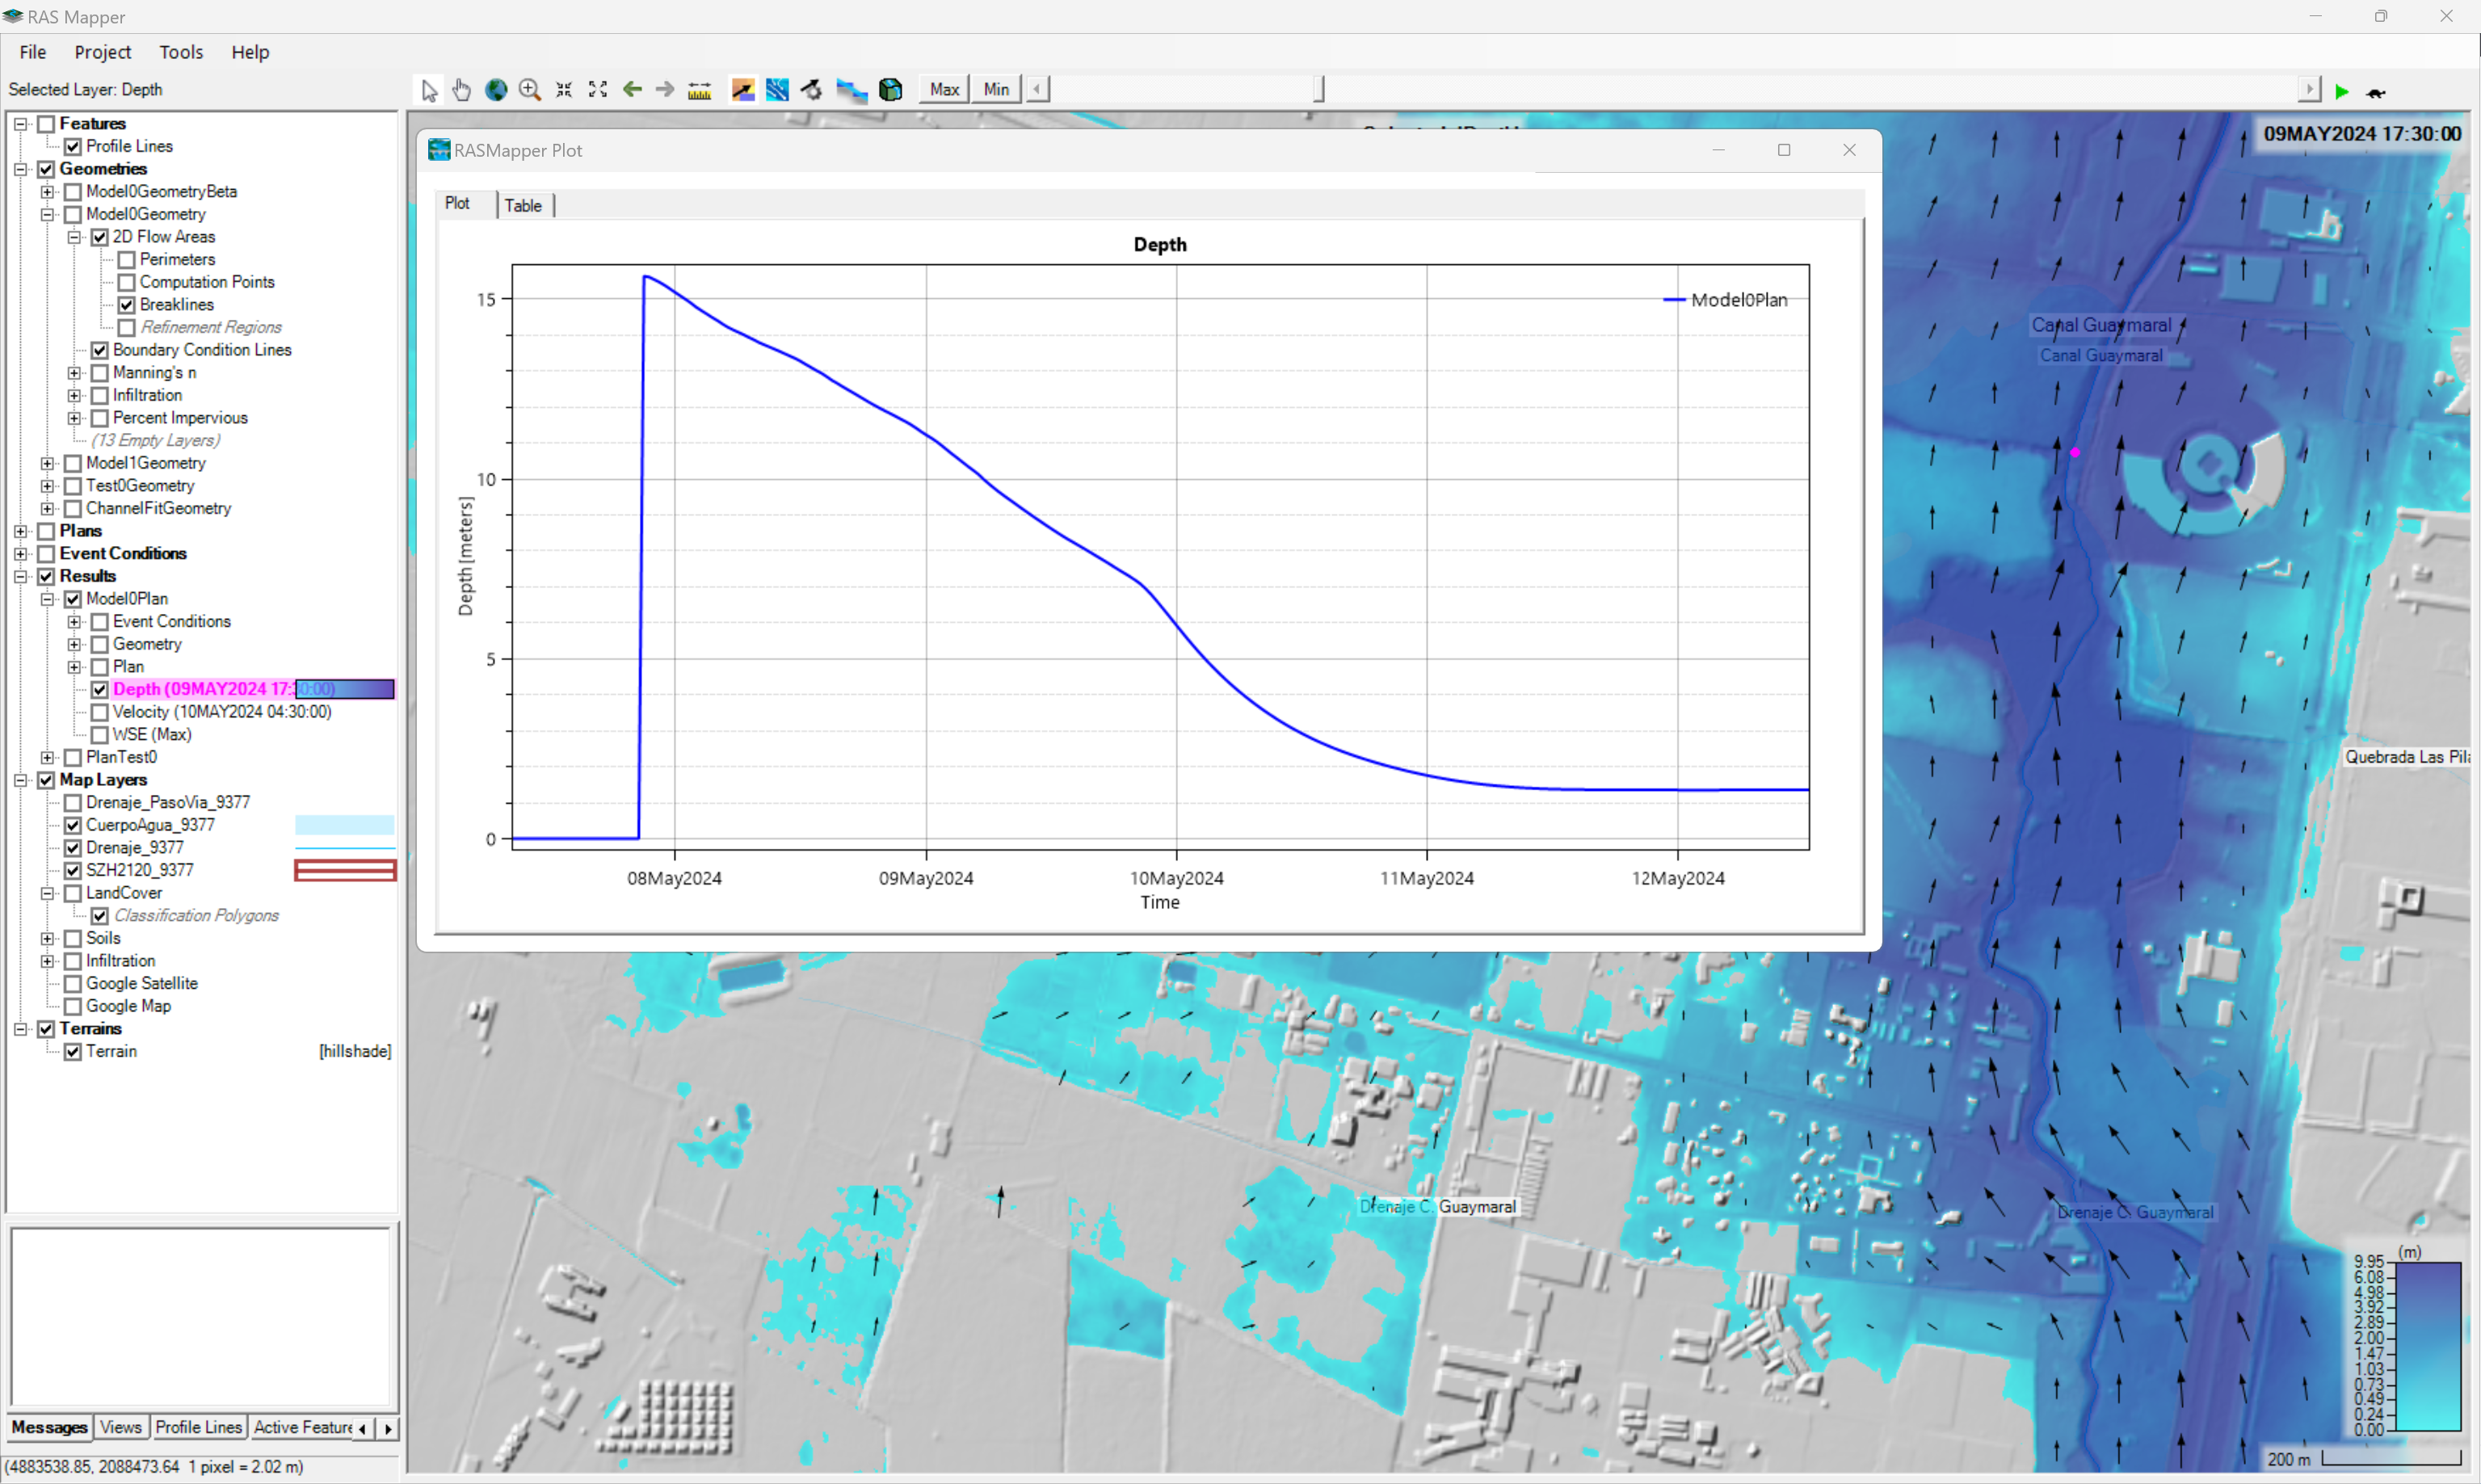 RAS Mapper
File Project Tools Help
Selected Layer: Depth
Max Min
Features
Profile Lines
Geometries
Model0GeometryBeta
Model0Geometry
2D Flow Areas
Perimeters
Computation Points
Breaklines
Refinement Regions
Boundary Condition Lines
Manning's n
Infiltration
Percent Impervious
(13 Empty Layers)
Model1Geometry
Test0Geometry
ChannelFitGeometry
Plans
Event Conditions
Results
Model0Plan
Event Conditions
Geometry
Plan
Depth (09MAY2024 17:30:00)
Velocity (10MAY2024 04:30:00)
WSE (Max)
PlanTest0
Map Layers
Drenaje_PasoVia_9377
CuerpoAgua_9377
Drenaje_9377
SZH2120_9377
LandCover
Classification Polygons
Soils
Infiltration
Google Satellite
Google Map
Terrains
Terrain [hillshade]
Messages Views Profile Lines Active Feature
(4883538.85, 2088473.64 1 pixel = 2.02 m)
RASMapper Plot
Plot Table
Depth
Model0Plan
15
10
5
0
Depth [meters]
08May2024 09May2024 10May2024 11May2024 12May2024
Time
09MAY2024 17:30:00
Canal Guaymaral
Canal Guaymaral
Quebrada Las Pila
Drenaje C. Guaymaral
Drenaje C. Guaymaral
(m)
9.95
6.08
4.98
3.92
2.89
2.00
1.47
1.03
0.73
0.49
0.24
0.00
200 m